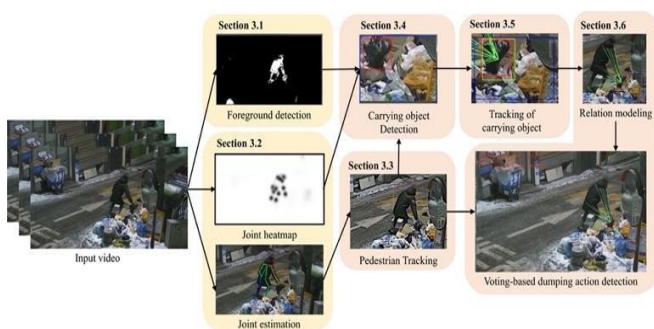 Section 3.1
Foreground detection
Section 3.2
Joint heatmap
Joint estimation
Input video
Section 3.3
Pedestrian Tracking
Section 3.4
Carrying object
Detection
Section 3.5
Tracking of
carrying object
Section 3.6
Relation modeling
Voting-based dumping action detection